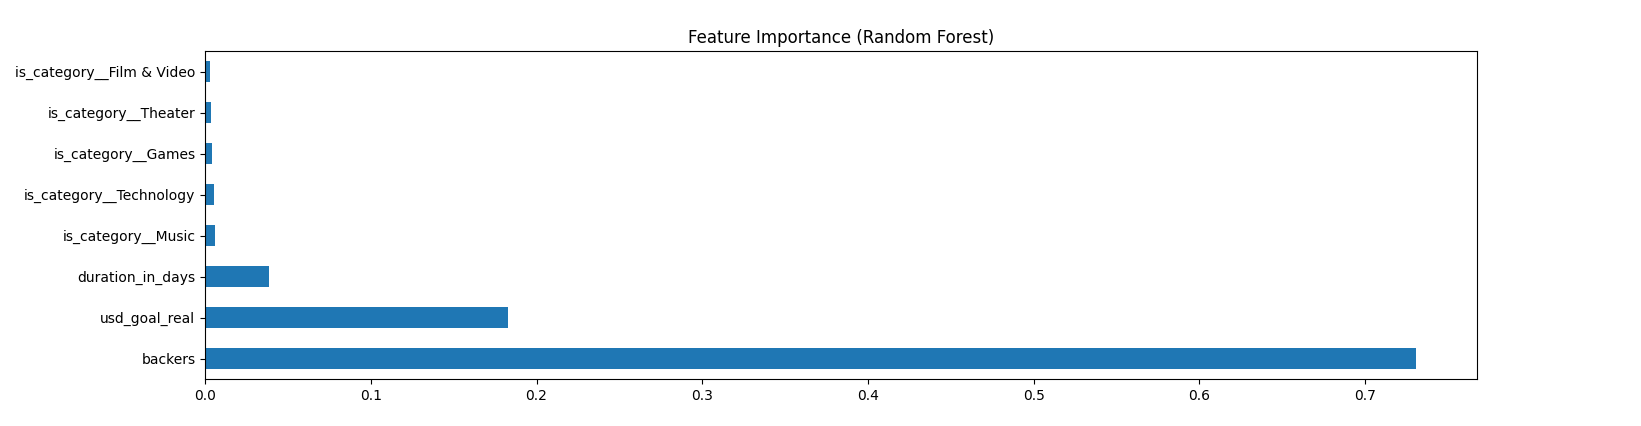 Feature Importance (Random Forest)
is_category__Film & Video
is_category__Theater
is_category__Games
is_category__Technology
is_category__Music
duration_in_days
usd_goal_real
backers
0.0 0.1 0.2 0.3 0.4 0.5 0.6 0.7